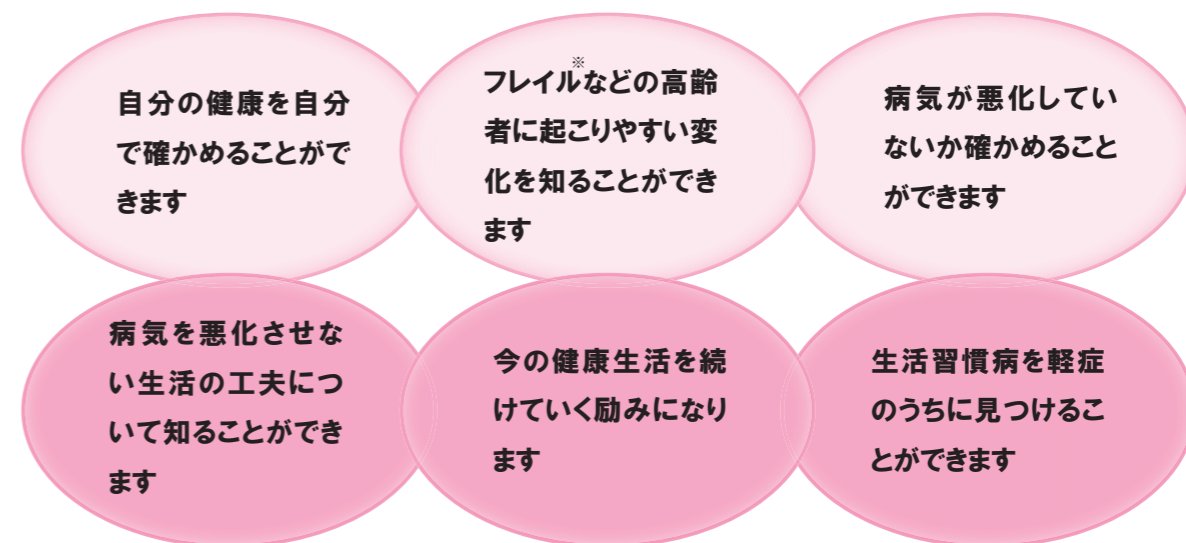 自分の健康を自分
で確かめることがで
きます
※
フレイルなどの高齢
者に起こりやすい変
化を知ることができ
ます
病気が悪化してい
ないか確かめること
ができます
病気を悪化させな
い生活の工夫につ
いて知ることができ
ます
今の健康生活を続
けていく励みになり
ます
生活習慣病を軽症
のうちに見つけるこ
とができます